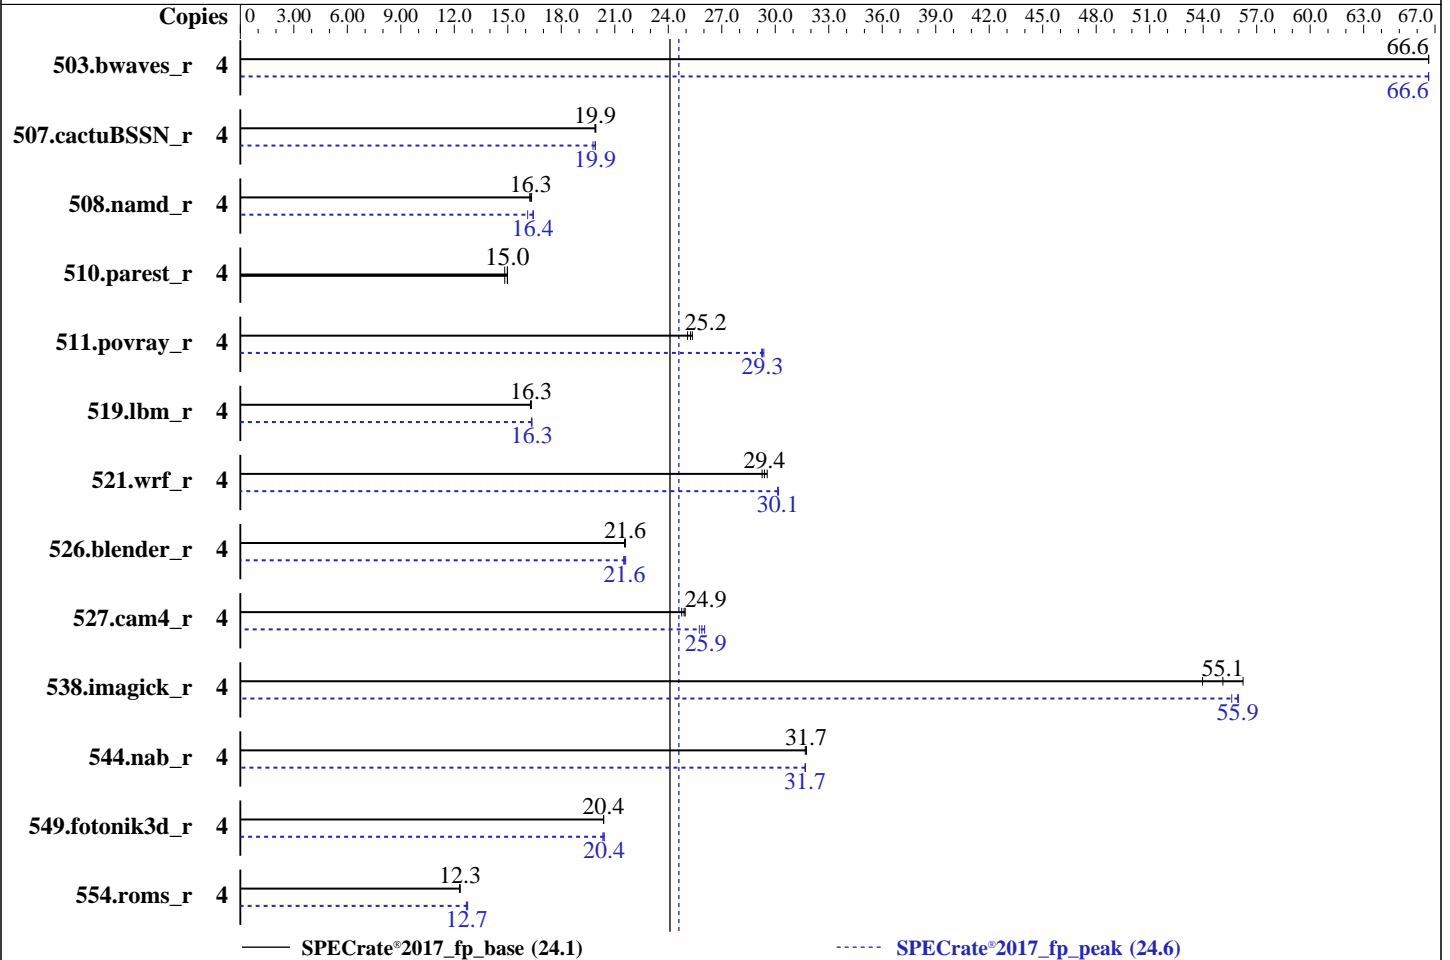 Copies 0 3.00 6.00 9.00 12.0 15.0 18.0 21.0 24.0 27.0 30.0 33.0 36.0 39.0 42.0 45.0 48.0 51.0 54.0 57.0 60.0 63.0 67.0
66.6
503.bwaves_r 4
66.6
19.9
507.cactuBSSN_r 4
19.9
16.3
508.namd_r 4
16.4
15.0
510.parest_r 4
25.2
511.povray_r 4
29.3
16.3
519.lbm_r 4
16.3
29.4
521.wrf_r 4
30.1
21.6
526.blender_r 4
21.6
24.9
527.cam4_r 4
25.9
55.1
538.imagick_r 4
55.9
31.7
544.nab_r 4
31.7
20.4
549.fotonik3d_r 4
20.4
12.3
554.roms_r 4
12.7
SPECrate®2017_fp_base (24.1) SPECrate®2017_fp_peak (24.6)